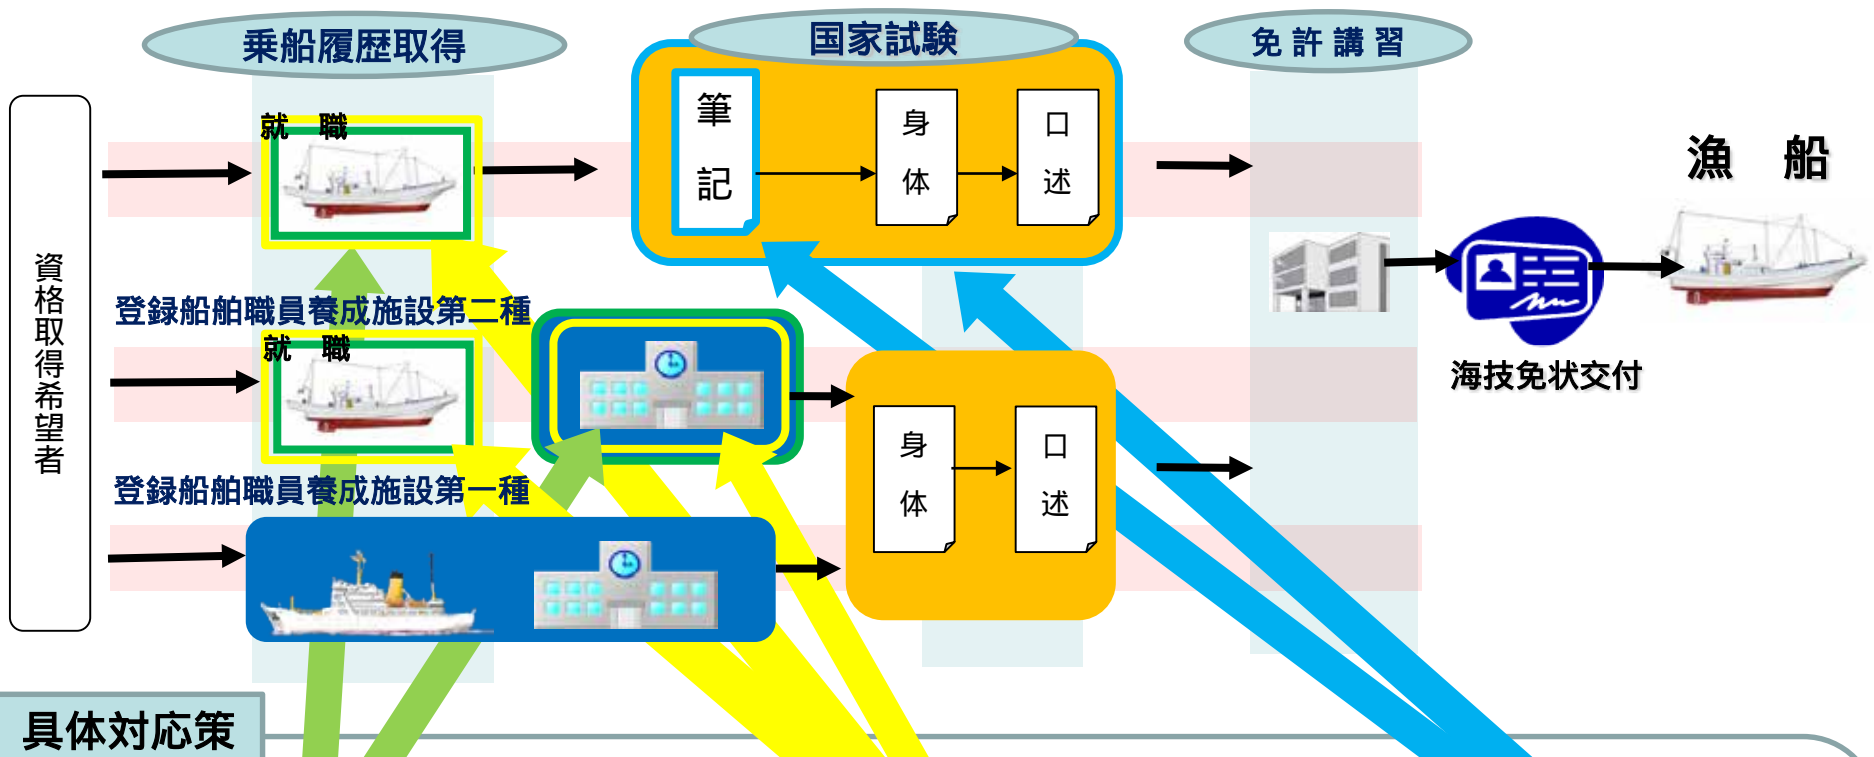 乗船履歴取得
国家試験
免許講習
資格取得希望者
就 職
筆記
身体
口述
漁 船
登録船舶職員養成施設第二種
就 職
身体
口述
海技免状交付
登録船舶職員養成施設第一種
具体対応策